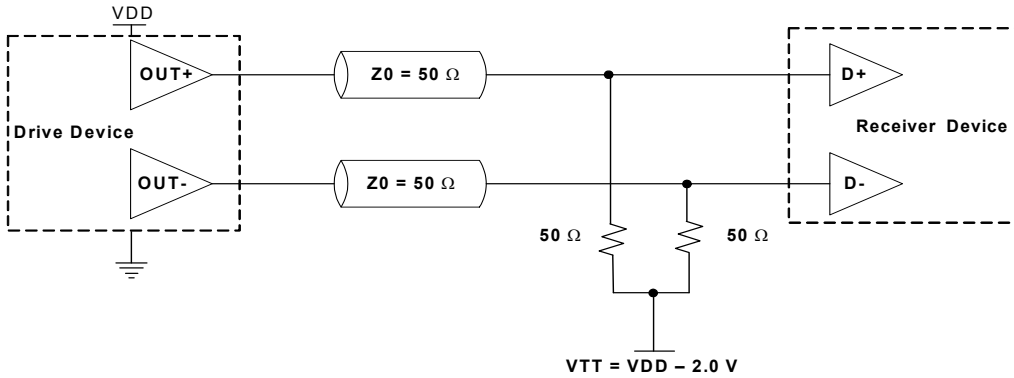 VDD
OUT+
Z0 = 50 Ω
D+
Drive Device
Receiver Device
OUT-
Z0 = 50 Ω
D-
50 Ω
50 Ω
VTT = VDD – 2.0 V